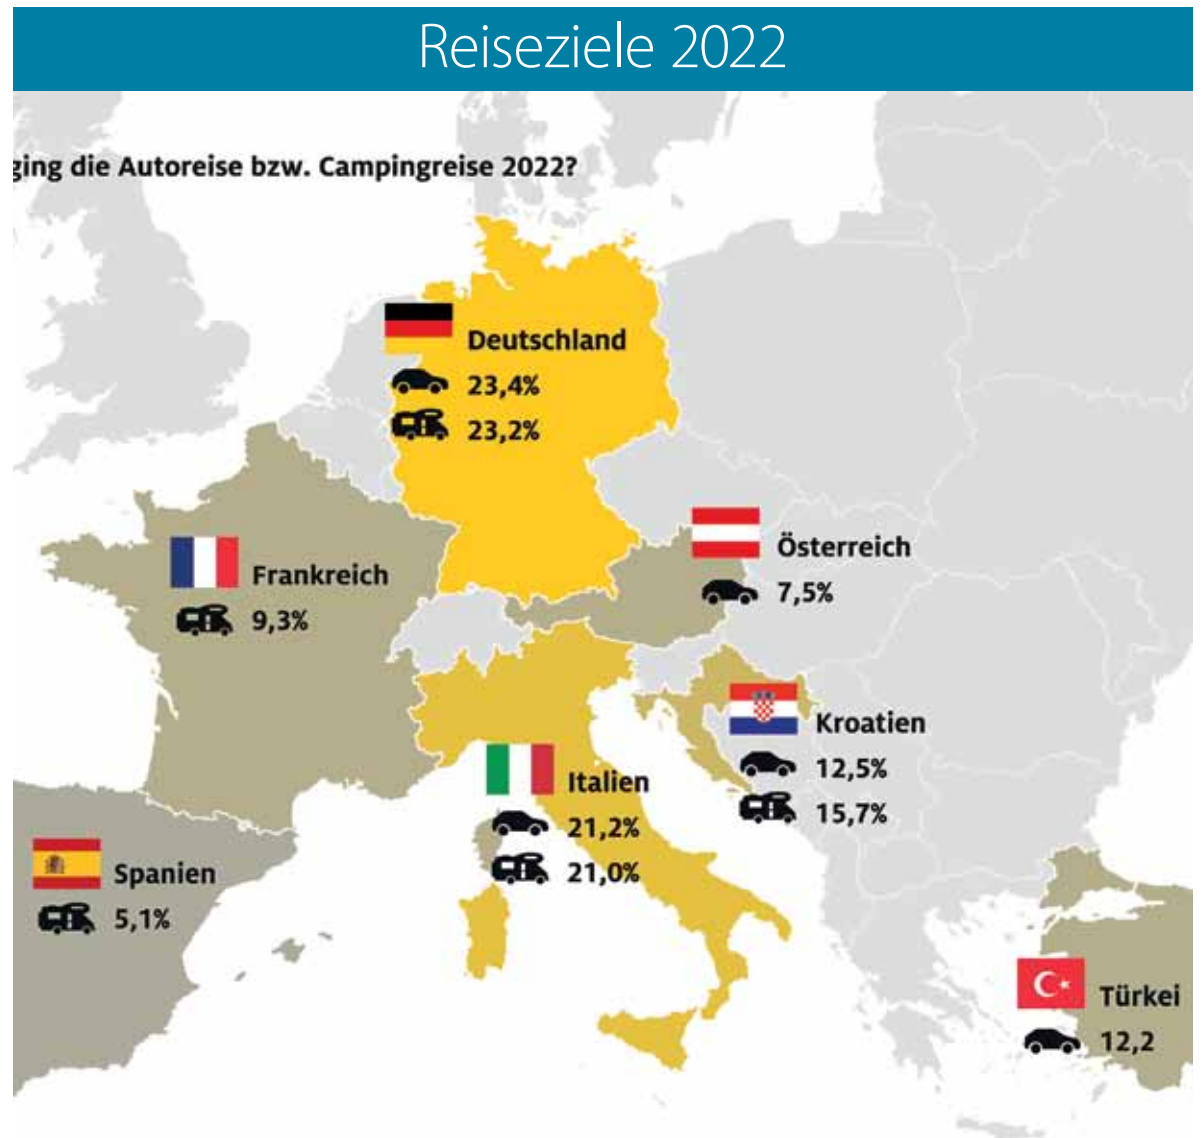 Reiseziele 2022
ging die Autoreise bzw. Campingreise 2022?
Deutschland
23,4%
23,2%
Österreich
7,5%
Frankreich
9,3%
Kroatien
12,5%
15,7%
Italien
21,2%
21,0%
Spanien
5,1%
Türkei
12,2